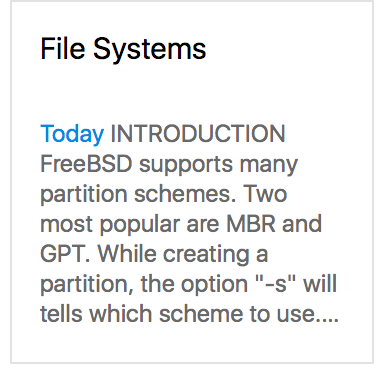 File Systems
Today INTRODUCTION
FreeBSD supports many
partition schemes. Two
most popular are MBR and
GPT. While creating a
partition, the option "-s" will
tells which scheme to use....